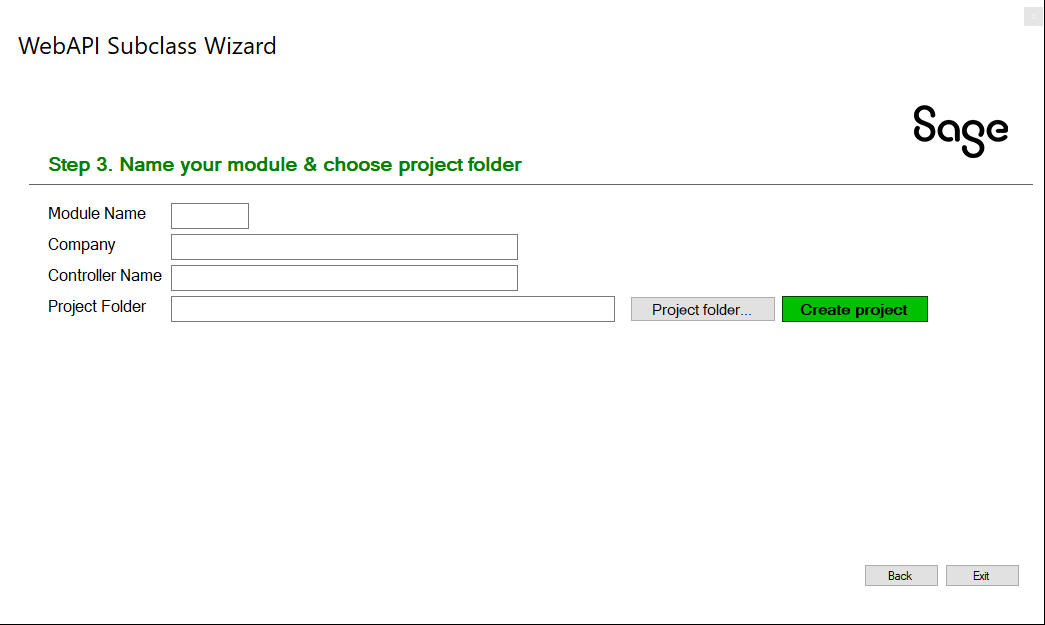 WebAPI Subclass Wizard
Sage
Step 3. Name your module & choose project folder
Module Name
Company
Controller Name
Project Folder
Project folder... Create project
Back Exit